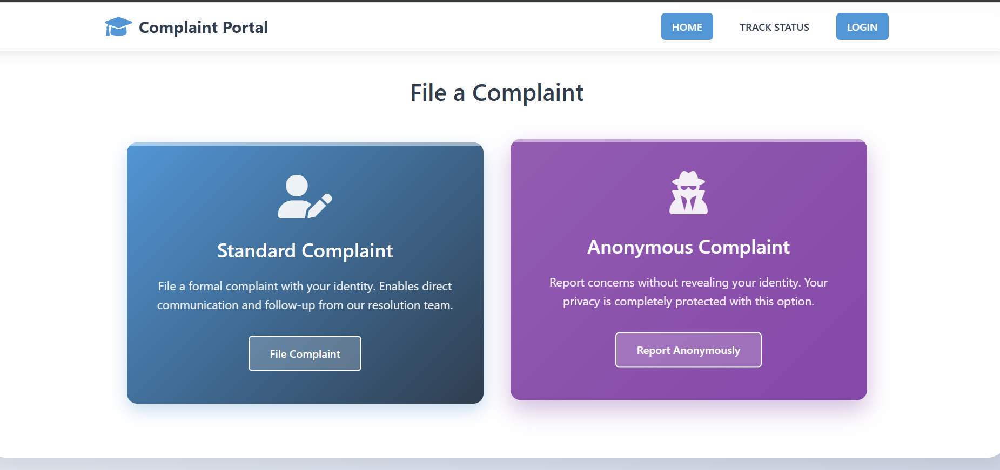 Complaint Portal
HOME
TRACK STATUS
LOGIN
File a Complaint
Standard Complaint
File a formal complaint with your identity. Enables direct
communication and follow-up from our resolution team.
File Complaint
Anonymous Complaint
Report concerns without revealing your identity. Your
privacy is completely protected with this option.
Report Anonymously